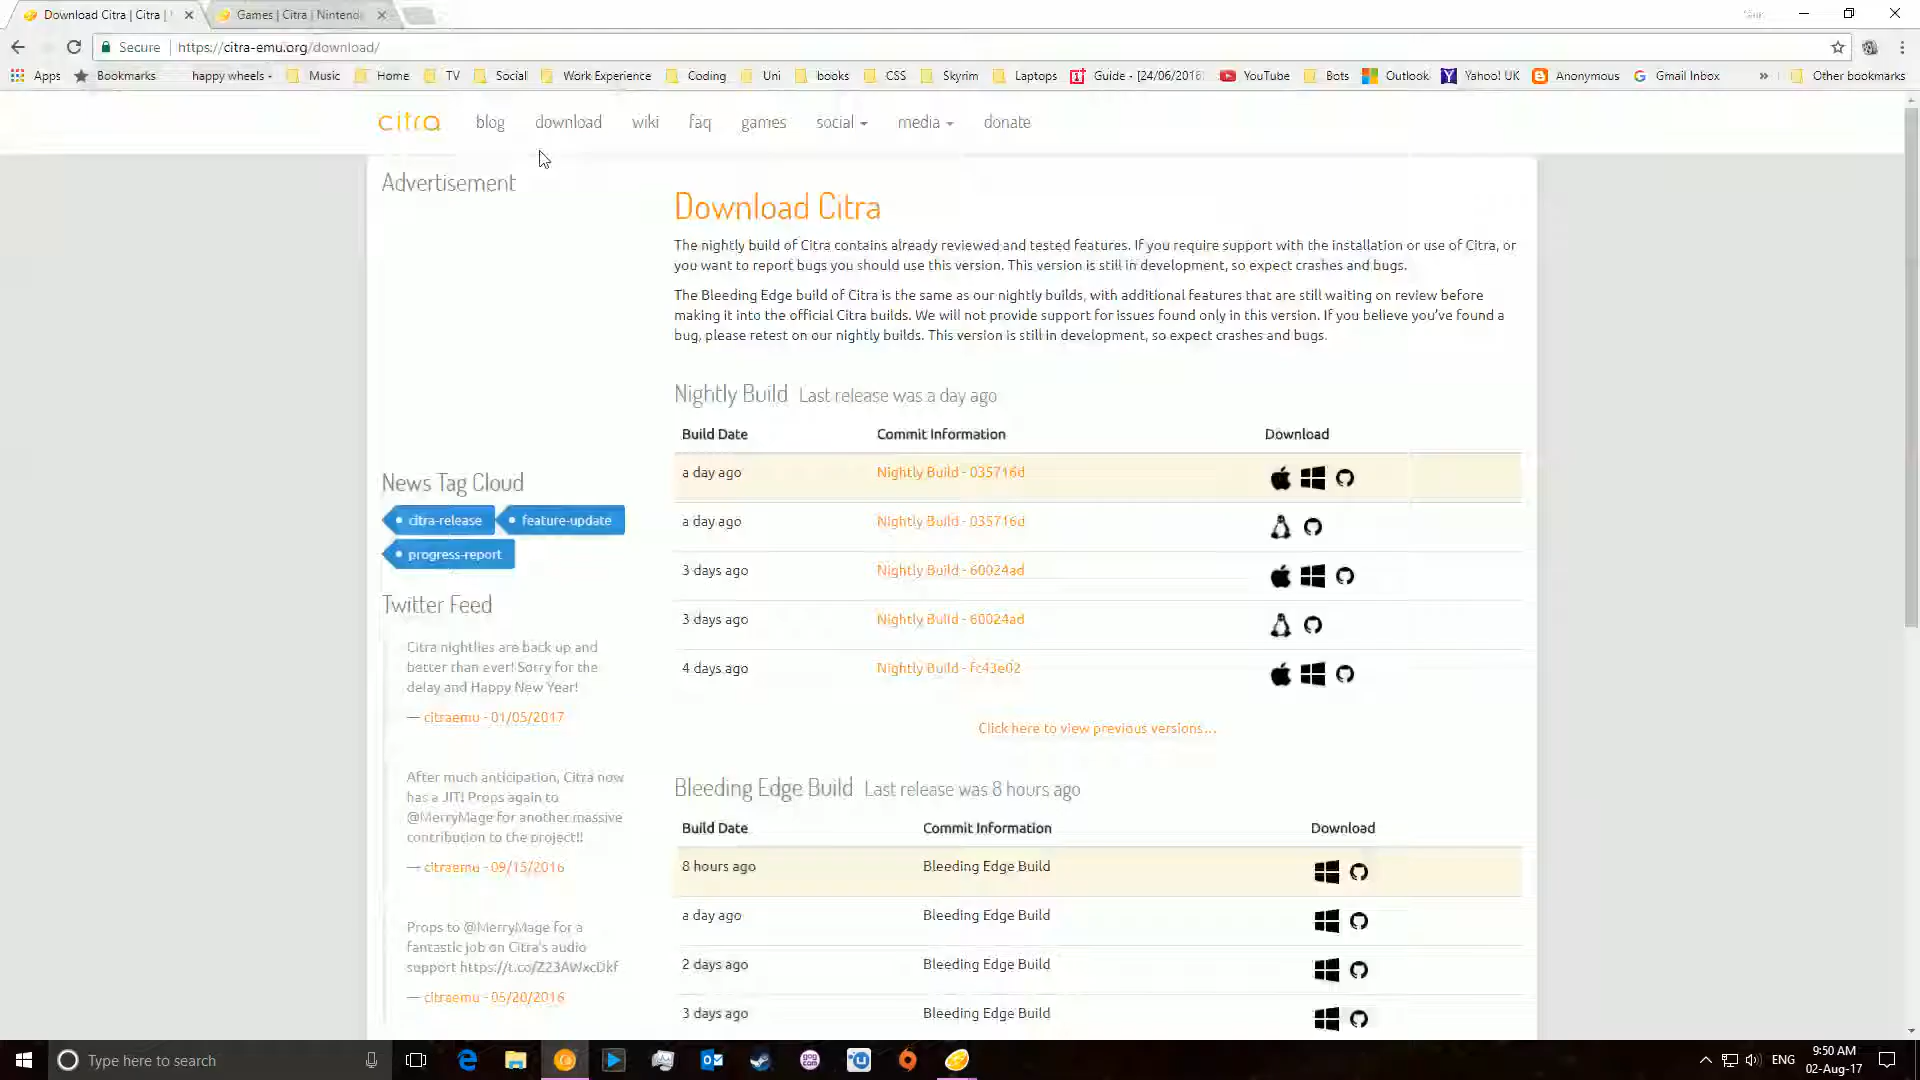 Download Citra | Citra |
Games | Citra | Nintendo
Secure
https://citra-emu.org/download/
Apps
Bookmarks
happy wheels -
Music
Home
TV
Social
Work Experience
Coding
Uni
books
CSS
Skyrim
Laptops
Guide - [24/06/2016
YouTube
Bots
Outlook
Yahoo! UK
Anonymous
Gmail Inbox
»
Other bookmarks
citra
blog
download
wiki
faq
games
social
media
donate
Advertisement
Download Citra
The nightly build of Citra contains already reviewed and tested features. If you require support with the installation or use of Citra, or
you want to report bugs you should use this version. This version is still in development, so expect crashes and bugs.
The Bleeding Edge build of Citra is the same as our nightly builds, with additional features that are still waiting on review before
making it into the official Citra builds. We will not provide support for issues found only in this version. If you believe you've found a
bug, please retest on our nightly builds. This version is still in development, so expect crashes and bugs.
Nightly Build Last release was a day ago
Build Date Commit Information Download
a day ago Nightly Build - 035716d
a day ago Nightly Build - 035716d
3 days ago Nightly Build - 60024ad
3 days ago Nightly Build - 60024ad
4 days ago Nightly Build - fc43e02
Click here to view previous versions...
Bleeding Edge Build Last release was 8 hours ago
Build Date Commit Information Download
8 hours ago Bleeding Edge Build
a day ago Bleeding Edge Build
2 days ago Bleeding Edge Build
3 days ago Bleeding Edge Build
News Tag Cloud
citra-release
feature-update
progress-report
Twitter Feed
Citra nightlies are back up and
better than ever! Sorry for the
delay and Happy New Year!
— citraemu - 01/05/2017
After much anticipation, Citra now
has a JIT! Props again to
@MerryMage for another massive
contribution to the project!!
— citraemu - 09/15/2016
Props to @MerryMage for a
fantastic job on Citra's audio
support https://t.co/Z23AWxcDkf
— citraemu - 05/20/2016
Type here to search
ENG
9:50 AM
02-Aug-17